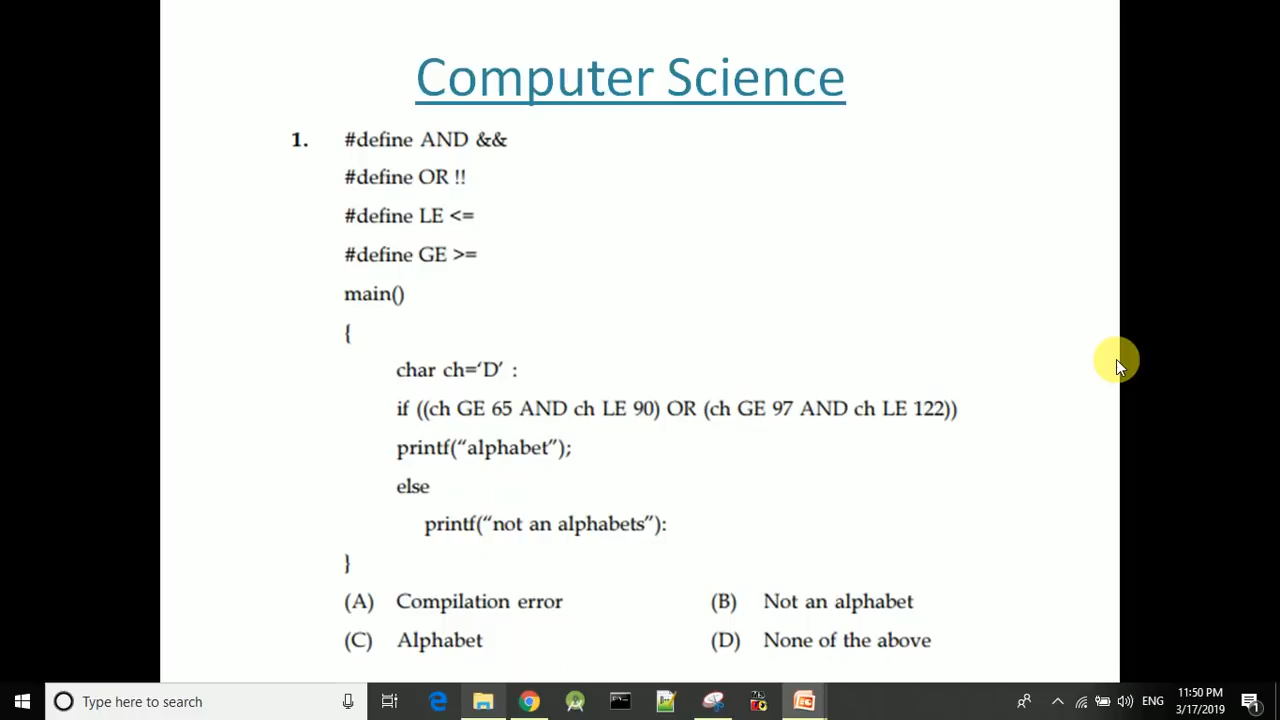 Computer Science
1. #define AND &&
#define OR !!
#define LE <=
#define GE >=
main()
{
char ch='D' :
if ((ch GE 65 AND ch LE 90) OR (ch GE 97 AND ch LE 122))
printf("alphabet");
else
printf("not an alphabets"):
}
(A) Compilation error (B) Not an alphabet
(C) Alphabet (D) None of the above
Type here to search
ENG
11:50 PM
3/17/2019
1